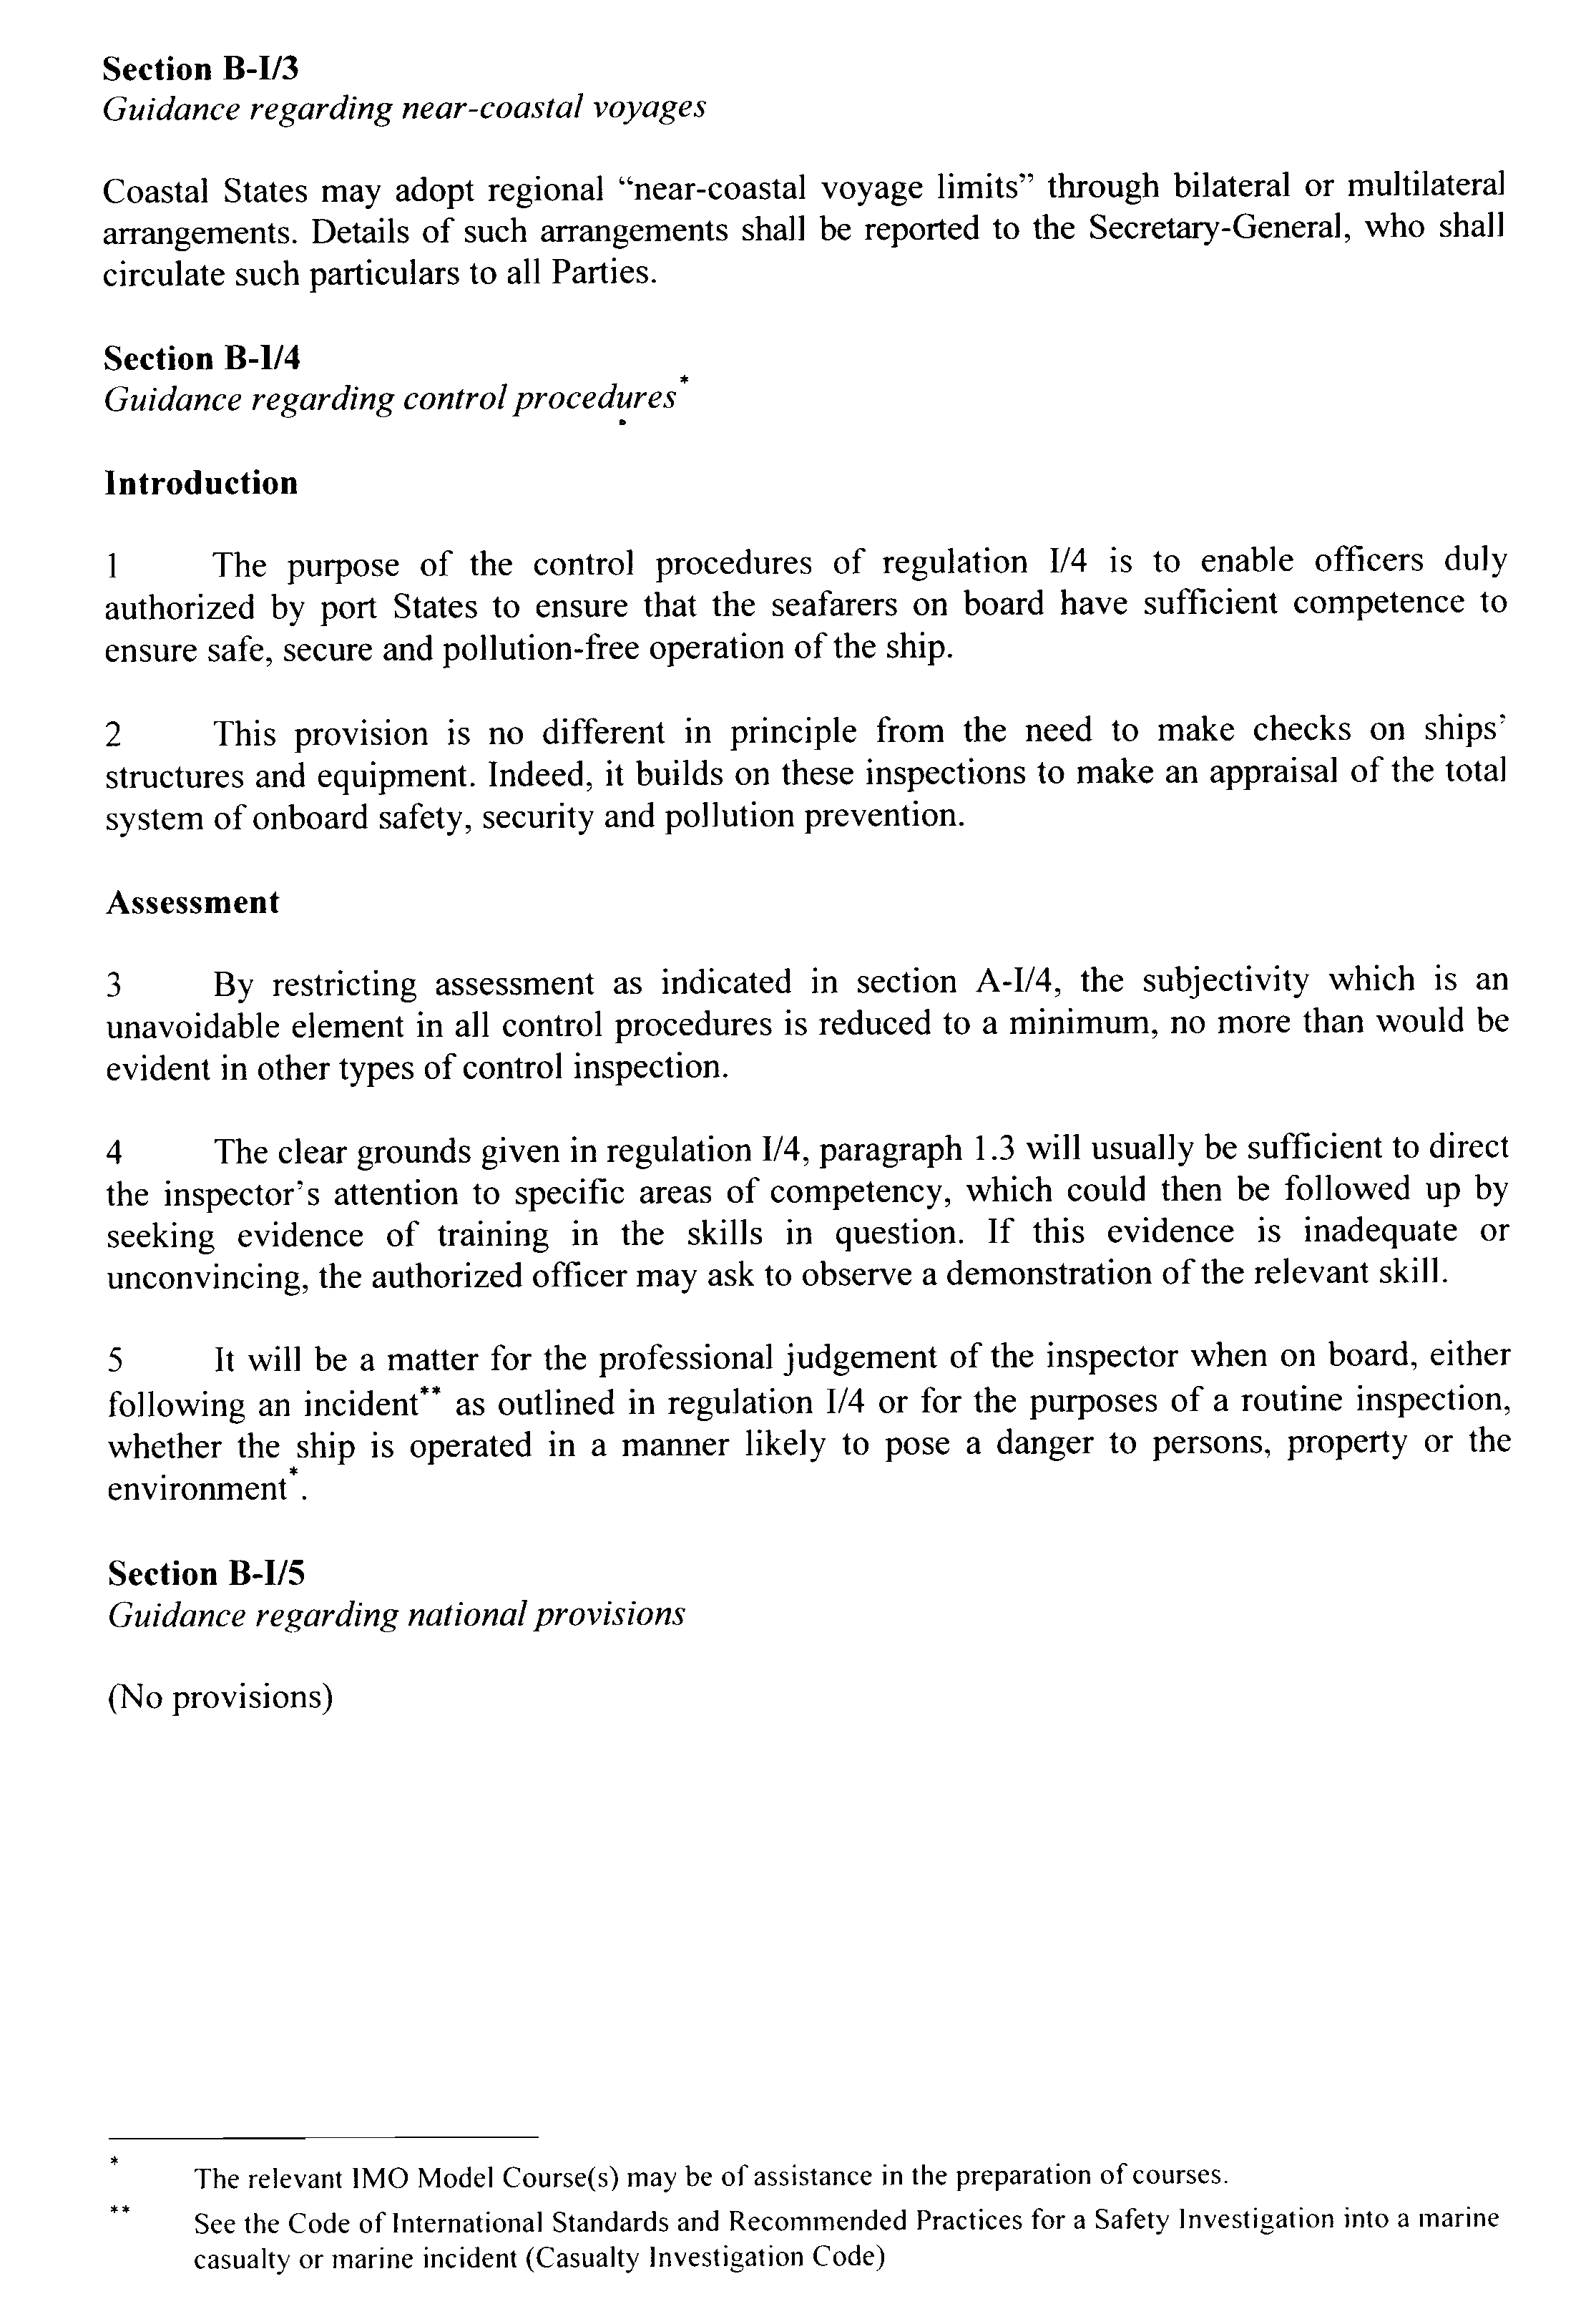 Section B-I/3
Guidance regarding near-coastal voyages
Coastal States may adopt regional “near-coastal voyage limits” through bilateral or multilateral
arrangements. Details of such arrangements shall be reported to the Secretary-General, who shall
circulate such particulars to all Parties.
Section B-I/4
Guidance regarding control procedures*
Introduction
1 The purpose of the control procedures of regulation I/4 is to enable officers duly
authorized by port States to ensure that the seafarers on board have sufficient competence to
ensure safe, secure and pollution-free operation of the ship.
2 This provision is no different in principle from the need to make checks on ships’
structures and equipment. Indeed, it builds on these inspections to make an appraisal of the total
system of onboard safety, security and pollution prevention.
Assessment
3 By restricting assessment as indicated in section A-I/4, the subjectivity which is an
unavoidable element in all control procedures is reduced to a minimum, no more than would be
evident in other types of control inspection.
4 The clear grounds given in regulation I/4, paragraph 1.3 will usually be sufficient to direct
the inspector’s attention to specific areas of competency, which could then be followed up by
seeking evidence of training in the skills in question. If this evidence is inadequate or
unconvincing, the authorized officer may ask to observe a demonstration of the relevant skill.
5 It will be a matter for the professional judgement of the inspector when on board, either
following an incident** as outlined in regulation I/4 or for the purposes of a routine inspection,
whether the ship is operated in a manner likely to pose a danger to persons, property or the
environment*.
Section B-I/5
Guidance regarding national provisions
(No provisions)
* The relevant IMO Model Course(s) may be of assistance in the preparation of courses.
** See the Code of International Standards and Recommended Practices for a Safety Investigation into a marine
casualty or marine incident (Casualty Investigation Code)